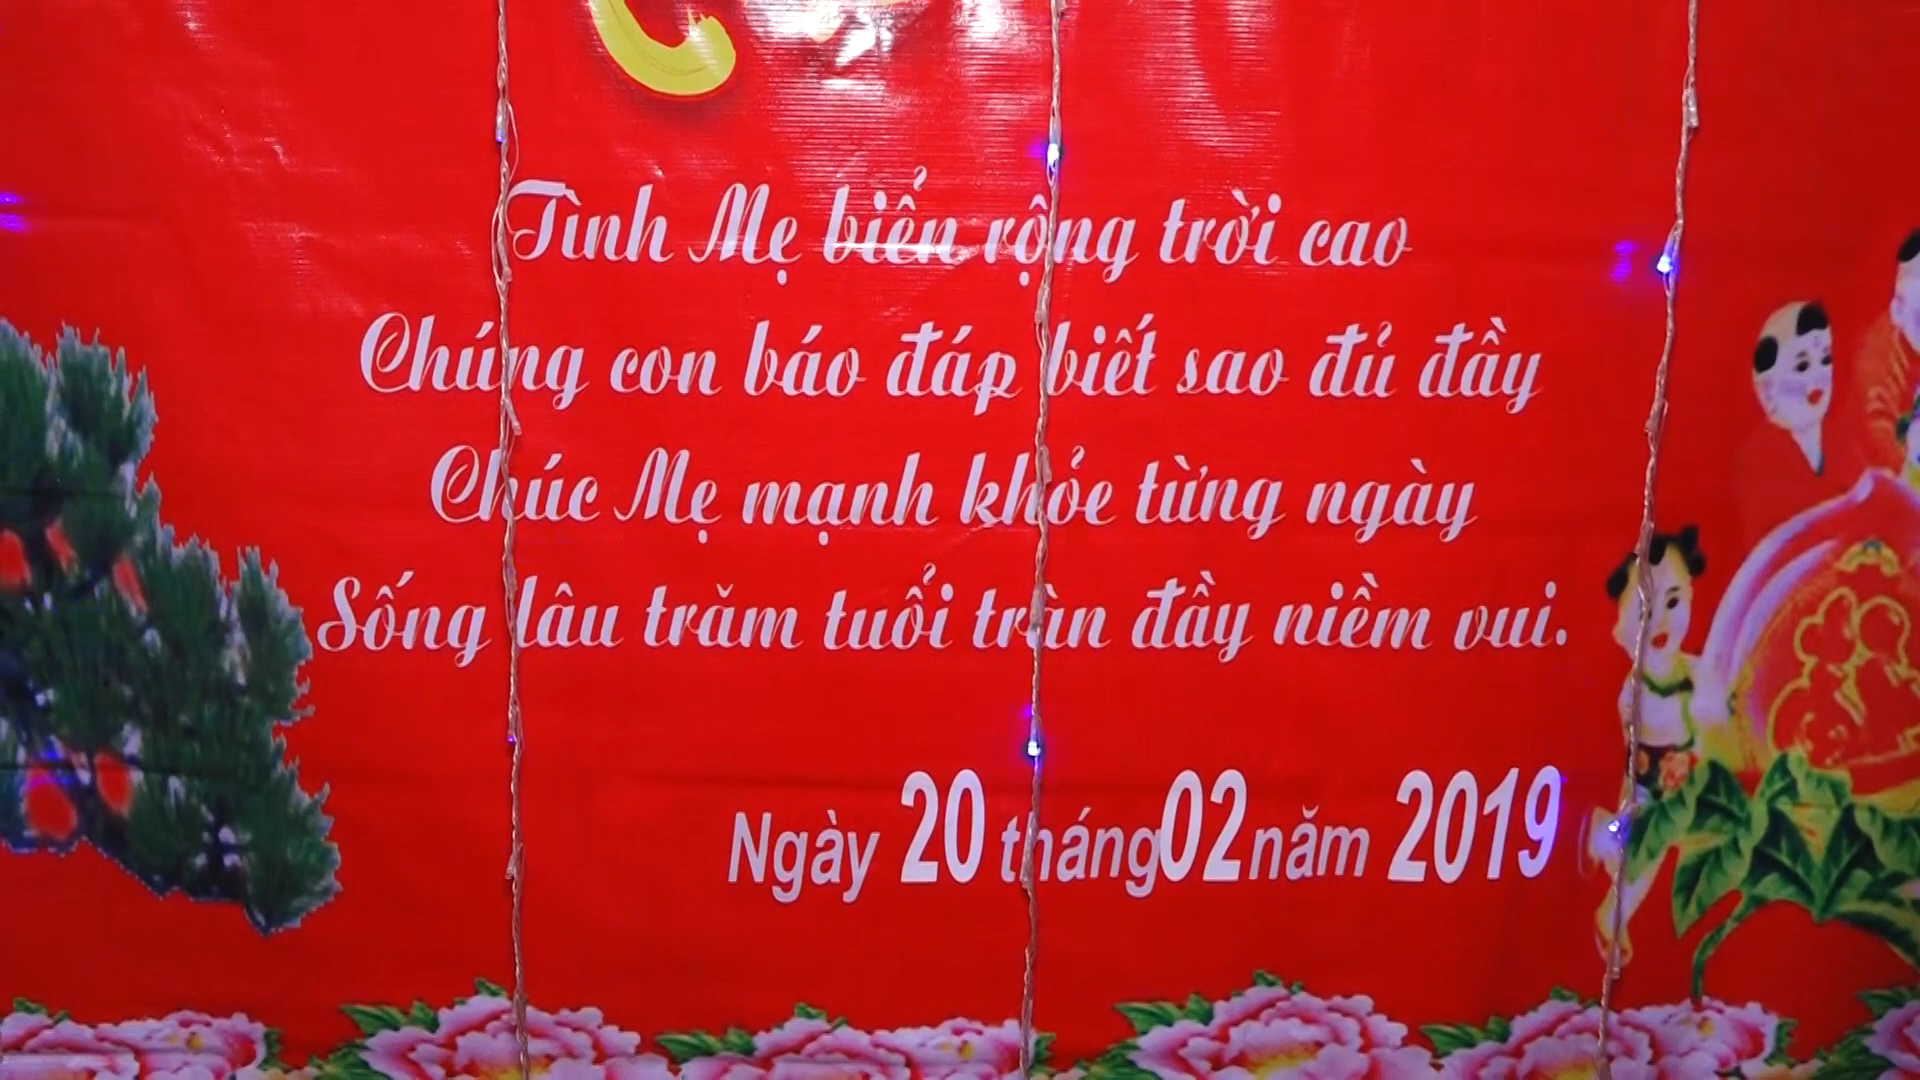 Tình Mẹ biển rộng trời cao
Chúng con báo đáp biết sao đủ đầy
Chúc Mẹ mạnh khỏe từng ngày
Sống lâu trăm tuổi tràn đầy niềm vui.
Ngày 20 tháng 02 năm 2019